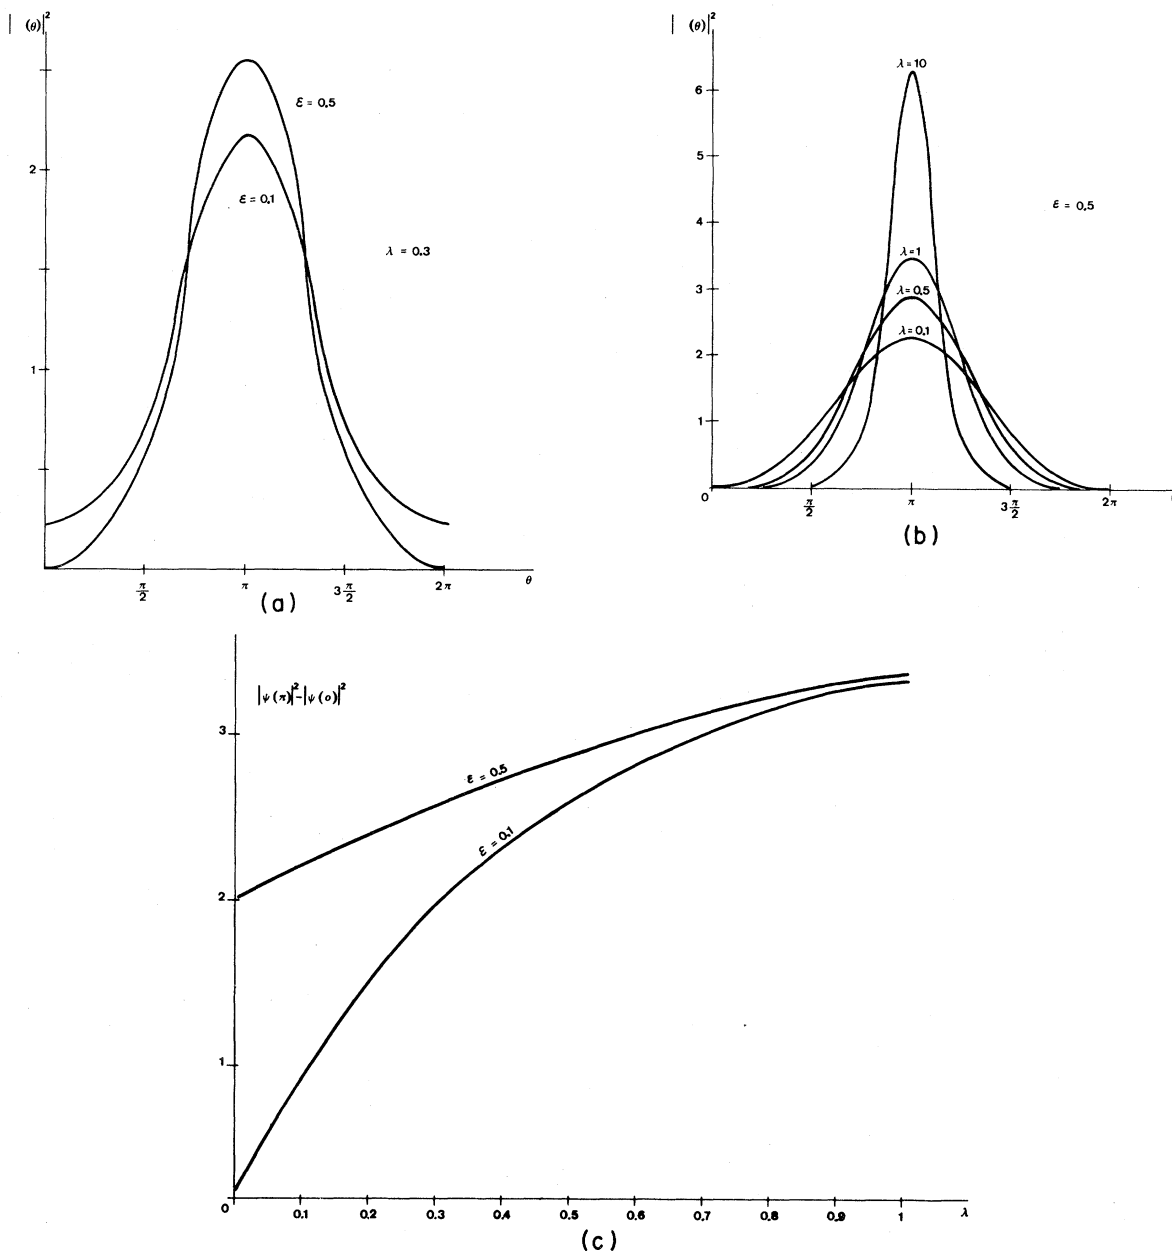 | (θ)|²
ε = 0.5
2
ε = 0.1
λ = 0.3
1
π/2
π
3 π/2
2π
θ
(a)
| (θ)|²
λ = 10
6
5
ε = 0.5
4
λ = 1
3
λ = 0.5
λ = 0.1
2
1
0
π/2
π
3 π/2
2π
(b)
|ψ(π)|²-|ψ(o)|²
3
ε = 0.5
ε = 0.1
2
1
0
0.1
0.2
0.3
0.4
0.5
0.6
0.7
0.8
0.9
1
λ
(c)